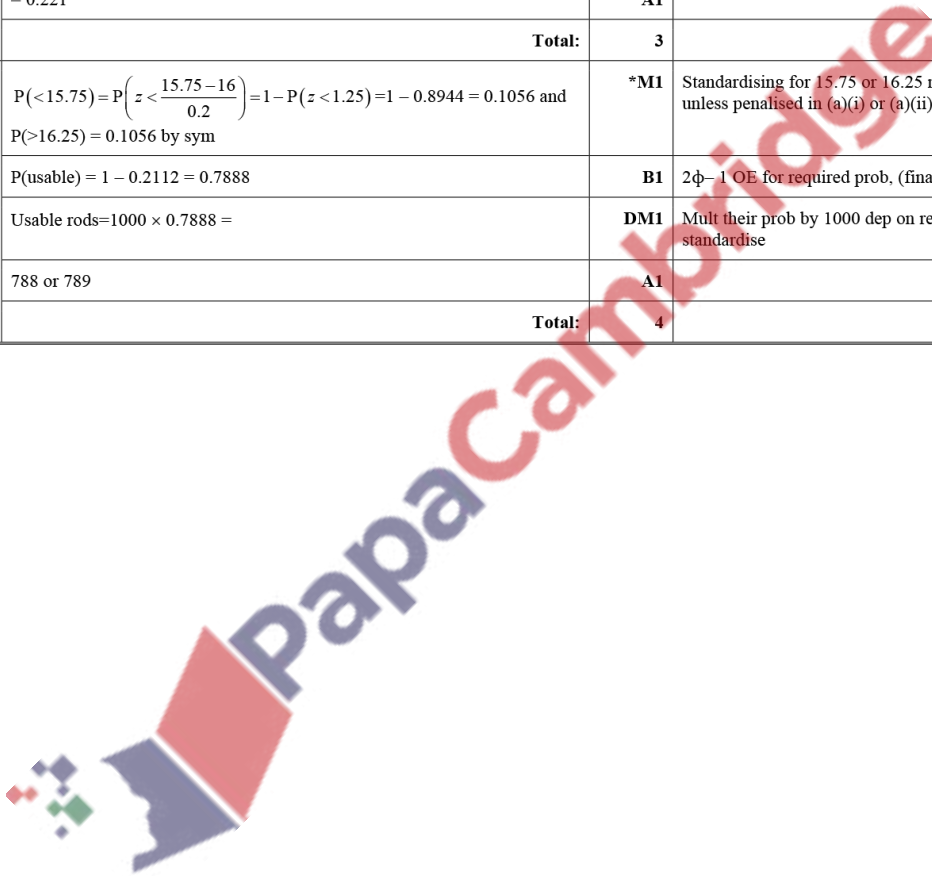 = 0.221 A1
Total: 3
P(<15.75) = P(z < (15.75 – 16)/0.2) = 1 – P(z < 1.25) = 1 – 0.8944 = 0.1056 and *M1 Standardising for 15.75 or 16.25
P(>16.25) = 0.1056 by sym unless penalised in (a)(i) or (a)(ii)
P(usable) = 1 – 0.2112 = 0.7888 B1 2ϕ– 1 OE for required prob,
Usable rods=1000 × 0.7888 = DM1 Mult their prob by 1000 dep on
standardise
788 or 789 A1
Total: 4
PapaCambridge